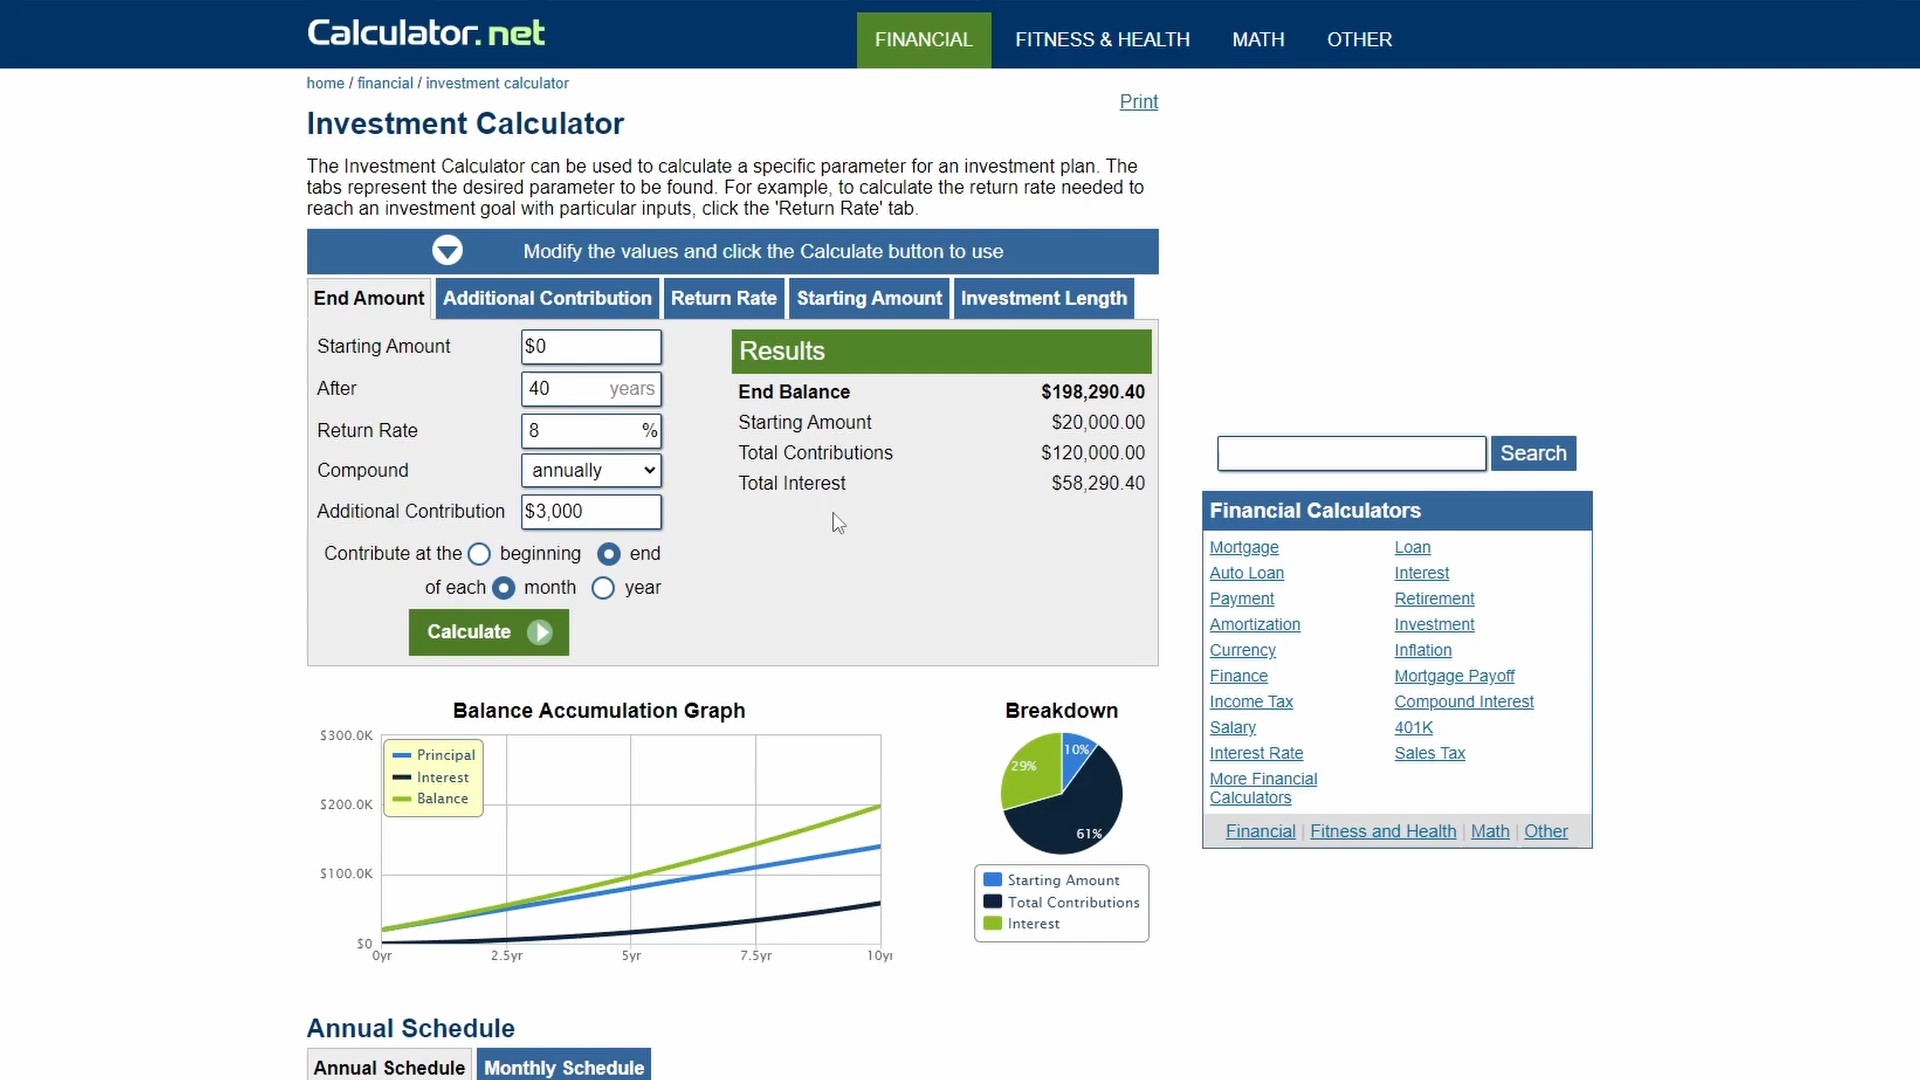 Calculator.net
FINANCIAL FITNESS & HEALTH MATH OTHER
home / financial / investment calculator
Print
Investment Calculator
The Investment Calculator can be used to calculate a specific parameter for an investment plan. The
tabs represent the desired parameter to be found. For example, to calculate the return rate needed to
reach an investment goal with particular inputs, click the 'Return Rate' tab.
Modify the values and click the Calculate button to use
End Amount Additional Contribution Return Rate Starting Amount Investment Length
Starting Amount $0
After 40 years
Return Rate 8 %
Compound annually
Additional Contribution $3,000
Contribute at the beginning end
of each month year
Calculate
Results
End Balance $198,290.40
Starting Amount $20,000.00
Total Contributions $120,000.00
Total Interest $58,290.40
Balance Accumulation Graph
$300.0K
$200.0K
$100.0K
$0
Principal
Interest
Balance
0yr 2.5yr 5yr 7.5yr 10yr
Breakdown
10%
29%
61%
Starting Amount
Total Contributions
Interest
Annual Schedule
Annual Schedule Monthly Schedule
Search
Financial Calculators
Mortgage Loan
Auto Loan Interest
Payment Retirement
Amortization Investment
Currency Inflation
Finance Mortgage Payoff
Income Tax Compound Interest
Salary 401K
Interest Rate Sales Tax
More Financial
Calculators
Financial | Fitness and Health | Math | Other